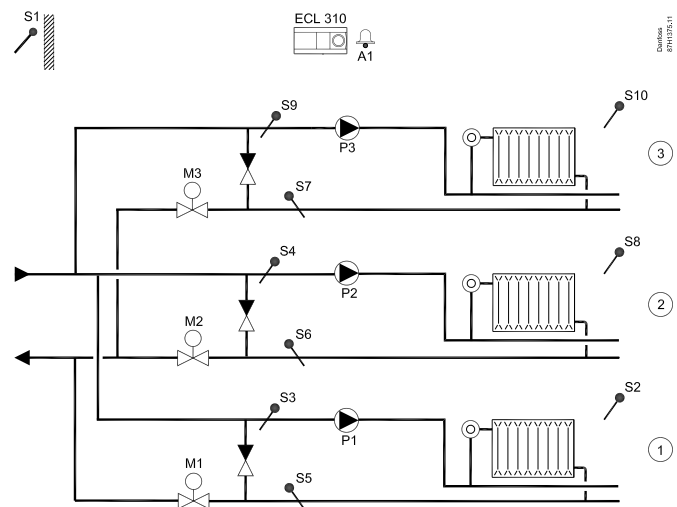 S1
ECL 310
A1
Danfoss
87H1375.11
S9
P3
S10
3
M3
S7
S4
P2
S8
2
M2
S6
S3
P1
S2
1
M1
S5